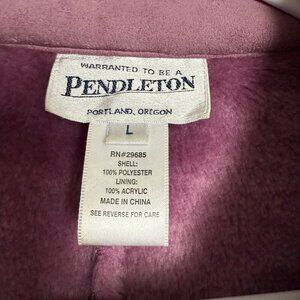 WARRANTED TO BE A
PENDLETON
PORTLAND, OREGON
L
RN#29685
SHELL:
100% POLYESTER
LINING:
100% ACRYLIC
MADE IN CHINA
SEE REVERSE FOR CARE